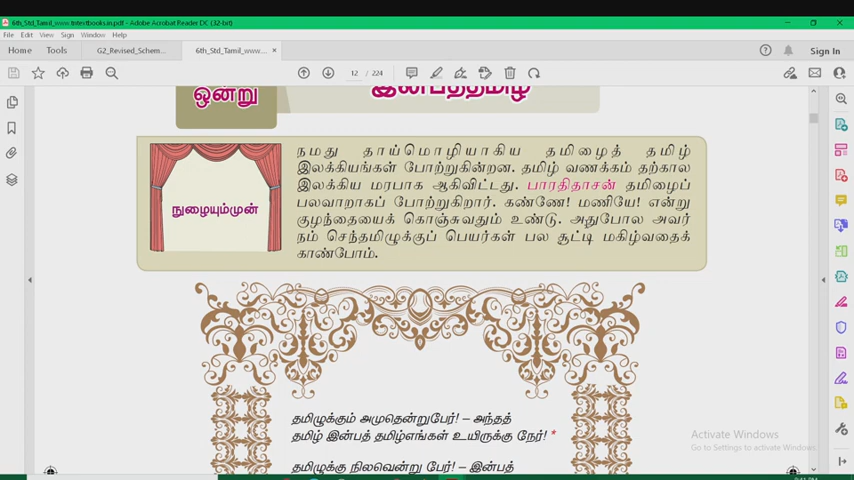 6th_Std_Tamil_www.tntextbooks.in.pdf - Adobe Acrobat Reader DC (32-bit)
File Edit View Sign Window Help
Home Tools G2_Revised_Schem... 6th_Std_Tamil_www.... × Sign In
12 / 224
ஒன்று
இன்பத்தமிழ்
நமது தாய்மொழியாகிய தமிழைத் தமிழ்
இலக்கியங்கள் போற்றுகின்றன. தமிழ் வணக்கம் தற்கால
இலக்கிய மரபாக ஆகிவிட்டது. பாரதிதாசன் தமிழைப்
பலவாறாகப் போற்றுகிறார். கண்ணே! மணியே! என்று
குழந்தையைக் கொஞ்சுவதும் உண்டு. அதுபோல அவர்
நம் செந்தமிழுக்குப் பெயர்கள் பல சூட்டி மகிழ்வதைக்
காண்போம்.
நுழையும்முன்
தமிழுக்கும் அமுதென்றுபேர்! – அந்தத்
தமிழ் இன்பத் தமிழ்எங்கள் உயிருக்கு நேர்! *
தமிழுக்கு நிலவென்று பேர்! – இன்பத்
Activate Windows
Go to Settings to activate Windows.